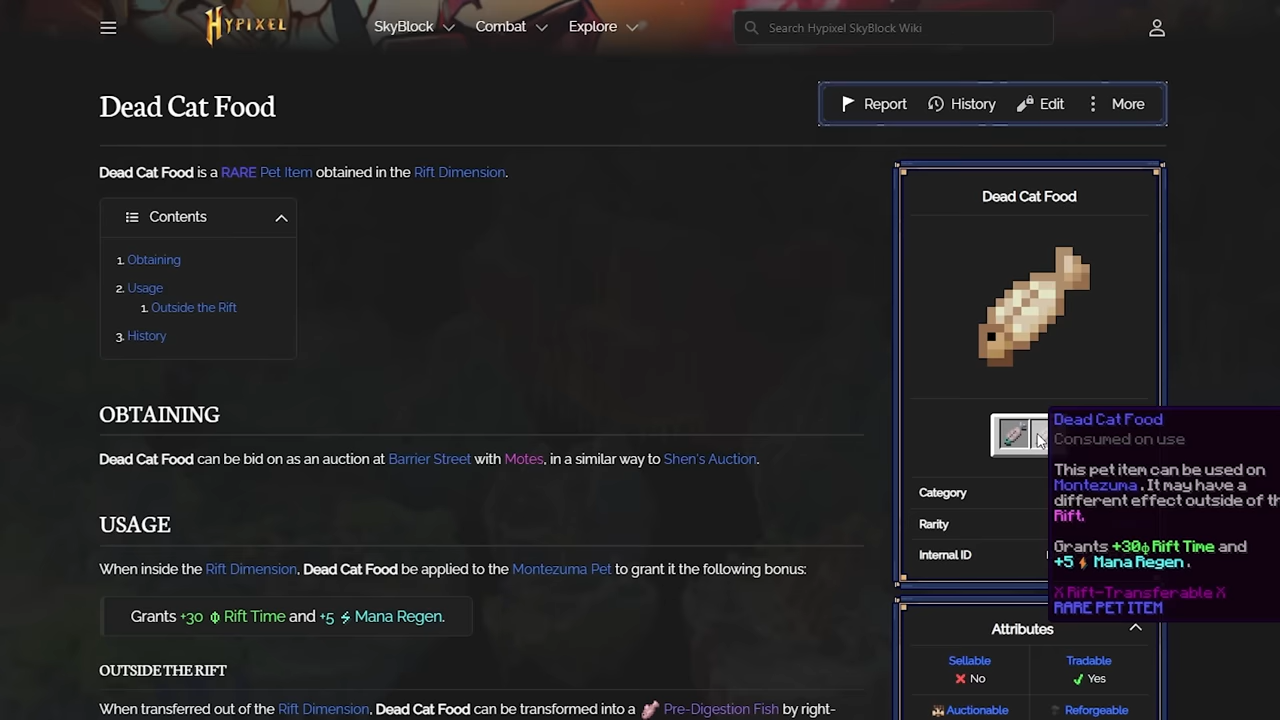 HYPIXEL
SkyBlock
Combat
Explore
Search Hypixel SkyBlock Wiki
Dead Cat Food
Report
History
Edit
More
Dead Cat Food is a RARE Pet Item obtained in the Rift Dimension.
Contents
1. Obtaining
2. Usage
1. Outside the Rift
3. History
OBTAINING
Dead Cat Food can be bid on as an auction at Barrier Street with Motes, in a similar way to Shen's Auction.
USAGE
When inside the Rift Dimension, Dead Cat Food be applied to the Montezuma Pet to grant it the following bonus:
Grants +30 ф Rift Time and +5 ⚡ Mana Regen.
OUTSIDE THE RIFT
When transferred out of the Rift Dimension, Dead Cat Food can be transformed into a Pre-Digestion Fish by right-
Dead Cat Food
Dead Cat Food
Consumed on use
This pet item can be used on
Montezuma. It may have a
different effect outside of th
Rift.
Grants +30ф Rift Time and
+5⚡ Mana Regen.
X Rift-Transferable X
RARE PET ITEM
Category
Rarity
Internal ID
Attributes
Sellable
No
Tradable
Yes
Auctionable
Reforgeable